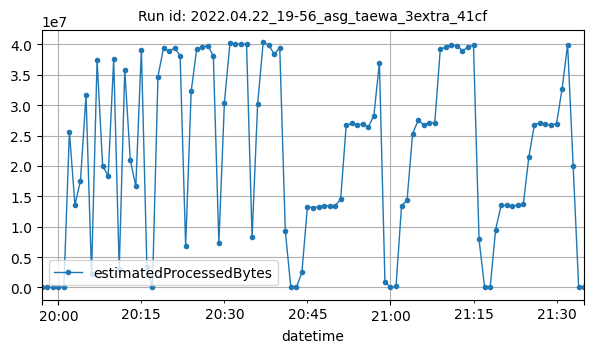 Run id: 2022.04.22_19-56_asg_taewa_3extra_41cf
1e7
4.0
3.5
3.0
2.5
2.0
1.5
1.0
0.5
0.0
estimatedProcessedBytes
20:00 20:15 20:30 20:45 21:00 21:15 21:30
datetime